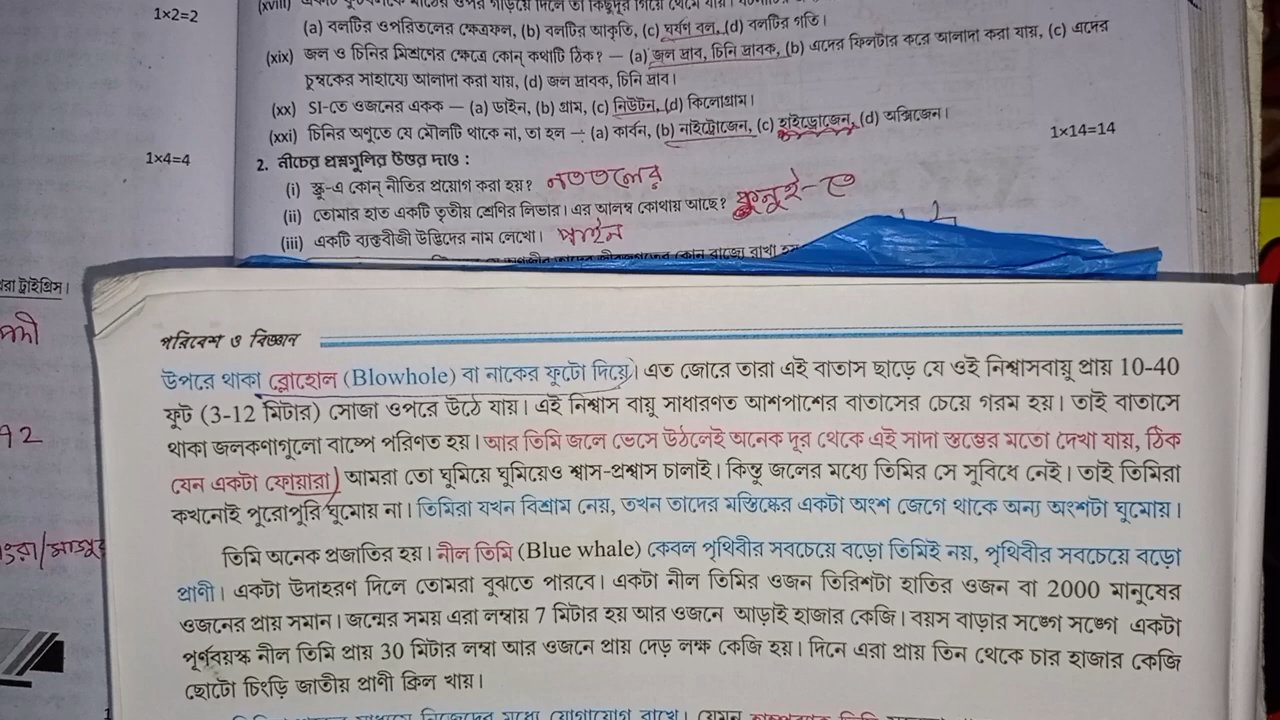 1×2=2
(a) বলটির ওপরিতলের ক্ষেত্রফল, (b) বলটির আকৃতি, (c) ঘর্ষণ বল, (d) বলটির গতি।
(xix) জল ও চিনির মিশ্রণের ক্ষেত্রে কোন্ কথাটি ঠিক? — (a) জল দ্রাব, চিনি দ্রাবক, (b) এদের ফিলটার করে আলাদা করা যায়, (c) এদের
চুম্বকের সাহায্যে আলাদা করা যায়, (d) জল দ্রাবক, চিনি দ্রাব।
(xx) SI-তে ওজনের একক — (a) ডাইন, (b) গ্রাম, (c) নিউটন, (d) কিলোগ্রাম।
(xxi) চিনির অণুতে যে মৌলটি থাকে না, তা হল — (a) কার্বন, (b) নাইট্রোজেন, (c) হাইড্রোজেন, (d) অক্সিজেন।
1×4=4
2. নীচের প্রশ্নগুলির উত্তর দাও :
1×14=14
(i) স্ক্রু-এ কোন্ নীতির প্রয়োগ করা হয়? নততলের
(ii) তোমার হাত একটি তৃতীয় শ্রেণির লিভার। এর আলম্ব কোথায় আছে? কুনুই-তে
(iii) একটি ব্যক্তবীজী উদ্ভিদের নাম লেখো। পাইন
পরিবেশ ও বিজ্ঞান
উপরে থাকা ব্লোহোল (Blowhole) বা নাকের ফুটো দিয়ে। এত জোরে তারা এই বাতাস ছাড়ে যে ওই নিশ্বাসবায়ু প্রায় 10-40
ফুট (3-12 মিটার) সোজা ওপরে উঠে যায়। এই নিশ্বাস বায়ু সাধারণত আশপাশের বাতাসের চেয়ে গরম হয়। তাই বাতাসে
থাকা জলকণাগুলো বাষ্পে পরিণত হয়। আর তিমি জলে ভেসে উঠলেই অনেক দূর থেকে এই সাদা স্তম্ভের মতো দেখা যায়, ঠিক
যেন একটা ফোয়ারা। আমরা তো ঘুমিয়ে ঘুমিয়েও শ্বাস-প্রশ্বাস চালাই। কিন্তু জলের মধ্যে তিমির সে সুবিধে নেই। তাই তিমিরা
কখনোই পুরোপুরি ঘুমোয় না। তিমিরা যখন বিশ্রাম নেয়, তখন তাদের মস্তিষ্কের একটা অংশ জেগে থাকে অন্য অংশটা ঘুমোয়।
তিমি অনেক প্রজাতির হয়। নীল তিমি (Blue whale) কেবল পৃথিবীর সবচেয়ে বড়ো তিমিই নয়, পৃথিবীর সবচেয়ে বড়ো
প্রাণী। একটা উদাহরণ দিলে তোমরা বুঝতে পারবে। একটা নীল তিমির ওজন তিরিশটা হাতির ওজন বা 2000 মানুষের
ওজনের প্রায় সমান। জন্মের সময় এরা লম্বায় 7 মিটার হয় আর ওজনে আড়াই হাজার কেজি। বয়স বাড়ার সঙ্গে সঙ্গে একটা
পূর্ণবয়স্ক নীল তিমি প্রায় 30 মিটার লম্বা আর ওজনে প্রায় দেড় লক্ষ কেজি হয়। দিনে এরা প্রায় তিন থেকে চার হাজার কেজি
ছোটো চিংড়ি জাতীয় প্রাণী ক্রিল খায়।